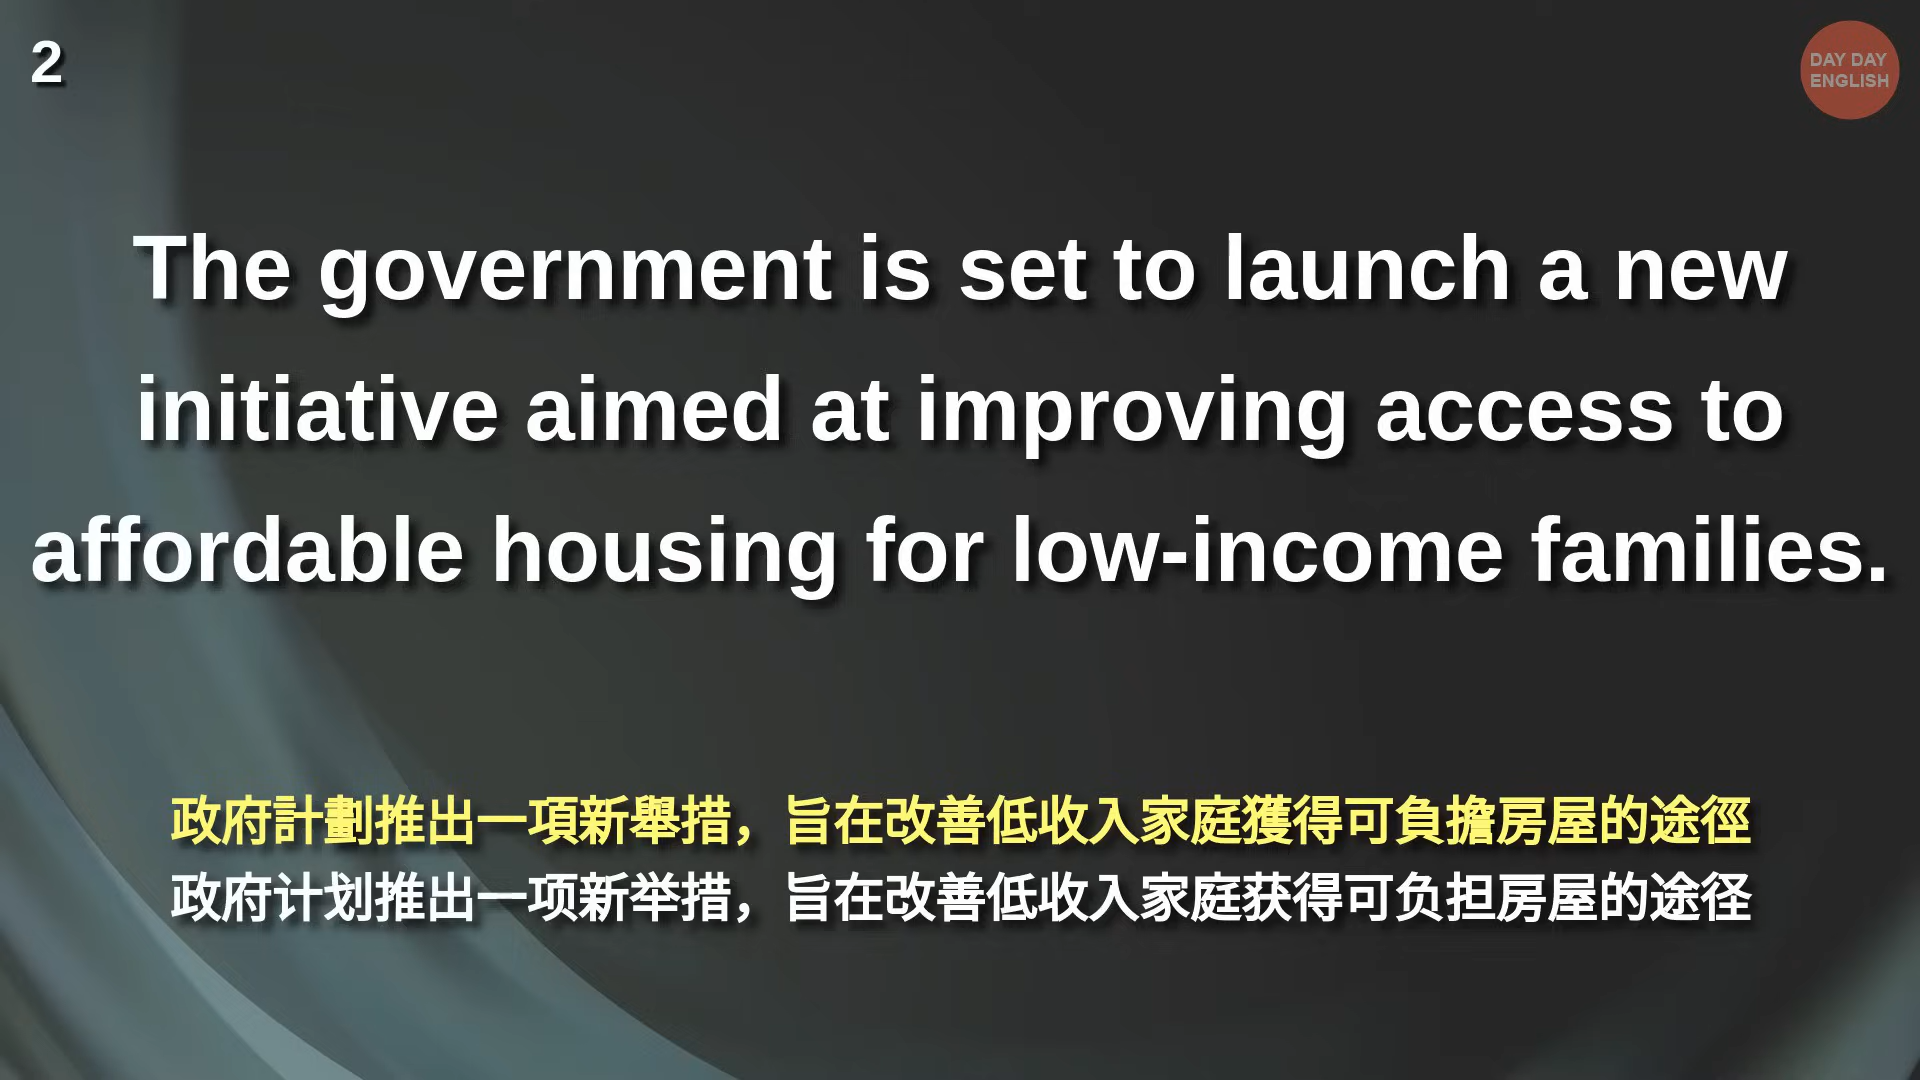 2
DAY DAY
ENGLISH
The government is set to launch a new
initiative aimed at improving access to
affordable housing for low-income families.
政府計劃推出一項新舉措，旨在改善低收入家庭獲得可負擔房屋的途徑
政府计划推出一项新举措，旨在改善低收入家庭获得可负担房屋的途径